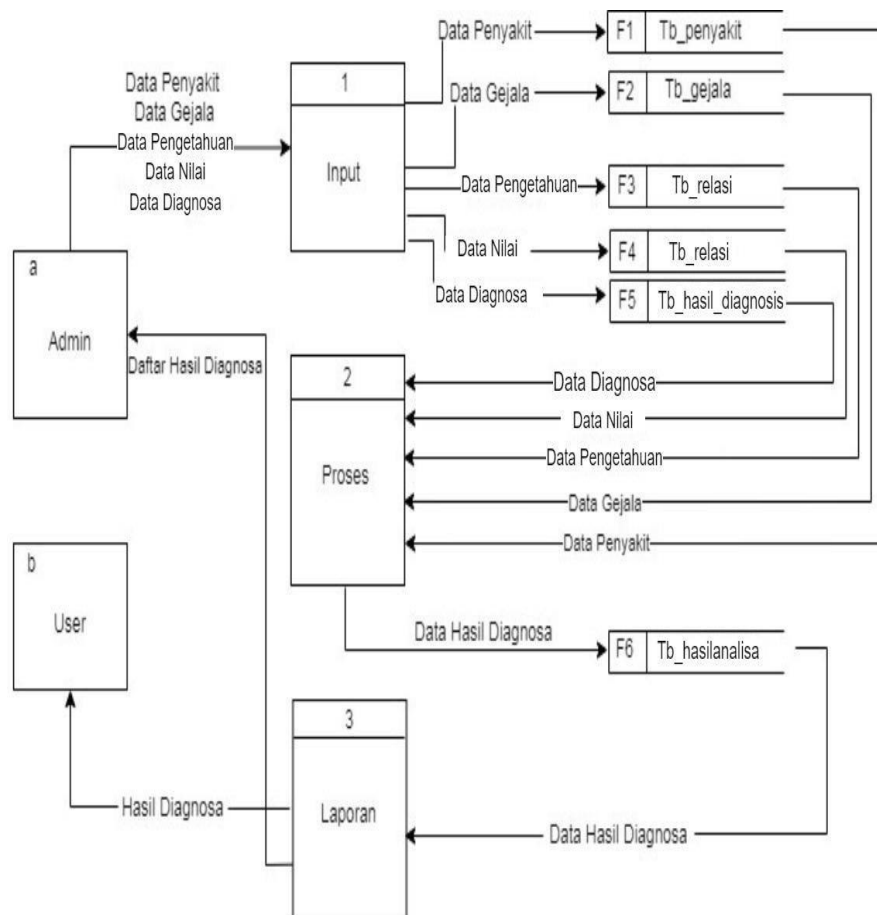 Data Penyakit
F1 Tb_penyakit
Data Penyakit
Data Gejala
Data Pengetahuan
Data Nilai
Data Diagnosa
1
Input
Data Gejala
F2 Tb_gejala
Data Pengetahuan
F3 Tb_relasi
Data Nilai
F4 Tb_relasi
Data Diagnosa
F5 Tb_hasil_diagnosis
a
Admin
Daftar Hasil Diagnosa
2
Proses
Data Diagnosa
Data Nilai
Data Pengetahuan
Data Gejala
Data Penyakit
b
User
Data Hasil Diagnosa
F6 Tb_hasilanalisa
3
Laporan
Hasil Diagnosa
Data Hasil Diagnosa